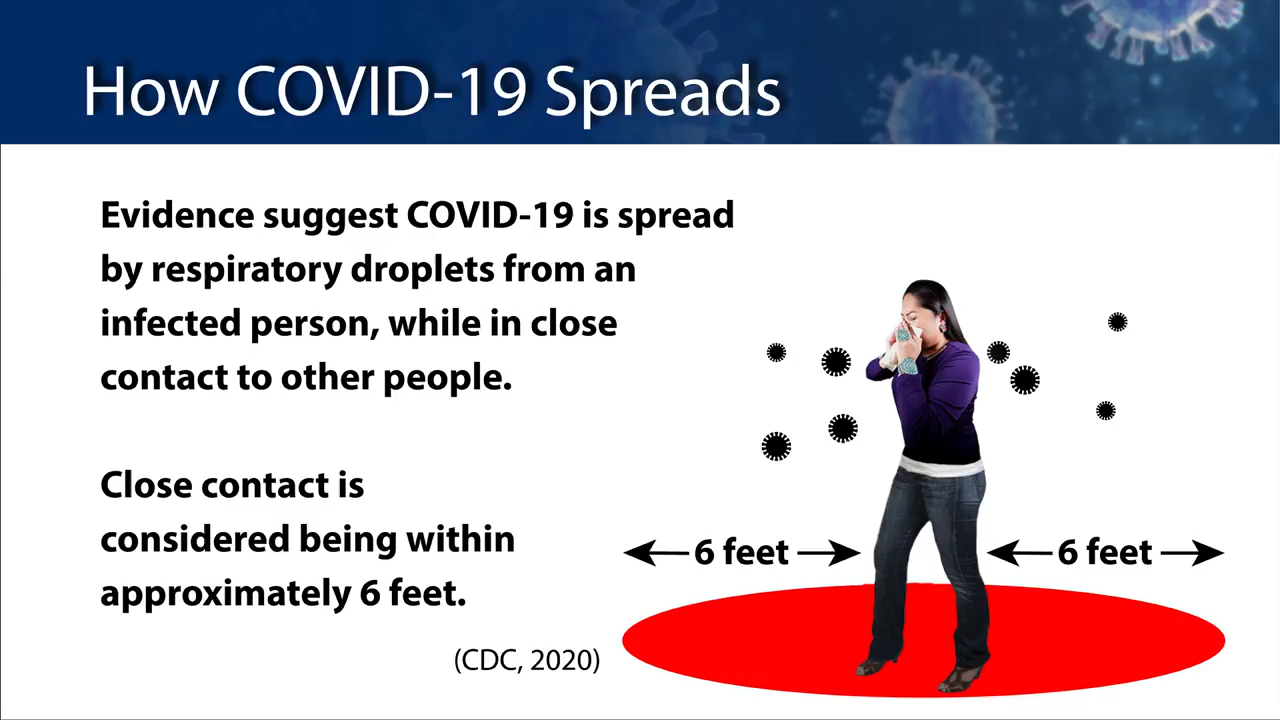 How COVID-19 Spreads
Evidence suggest COVID-19 is spread
by respiratory droplets from an
infected person, while in close
contact to other people.
Close contact is
considered being within
approximately 6 feet.
(CDC, 2020)
6 feet
6 feet